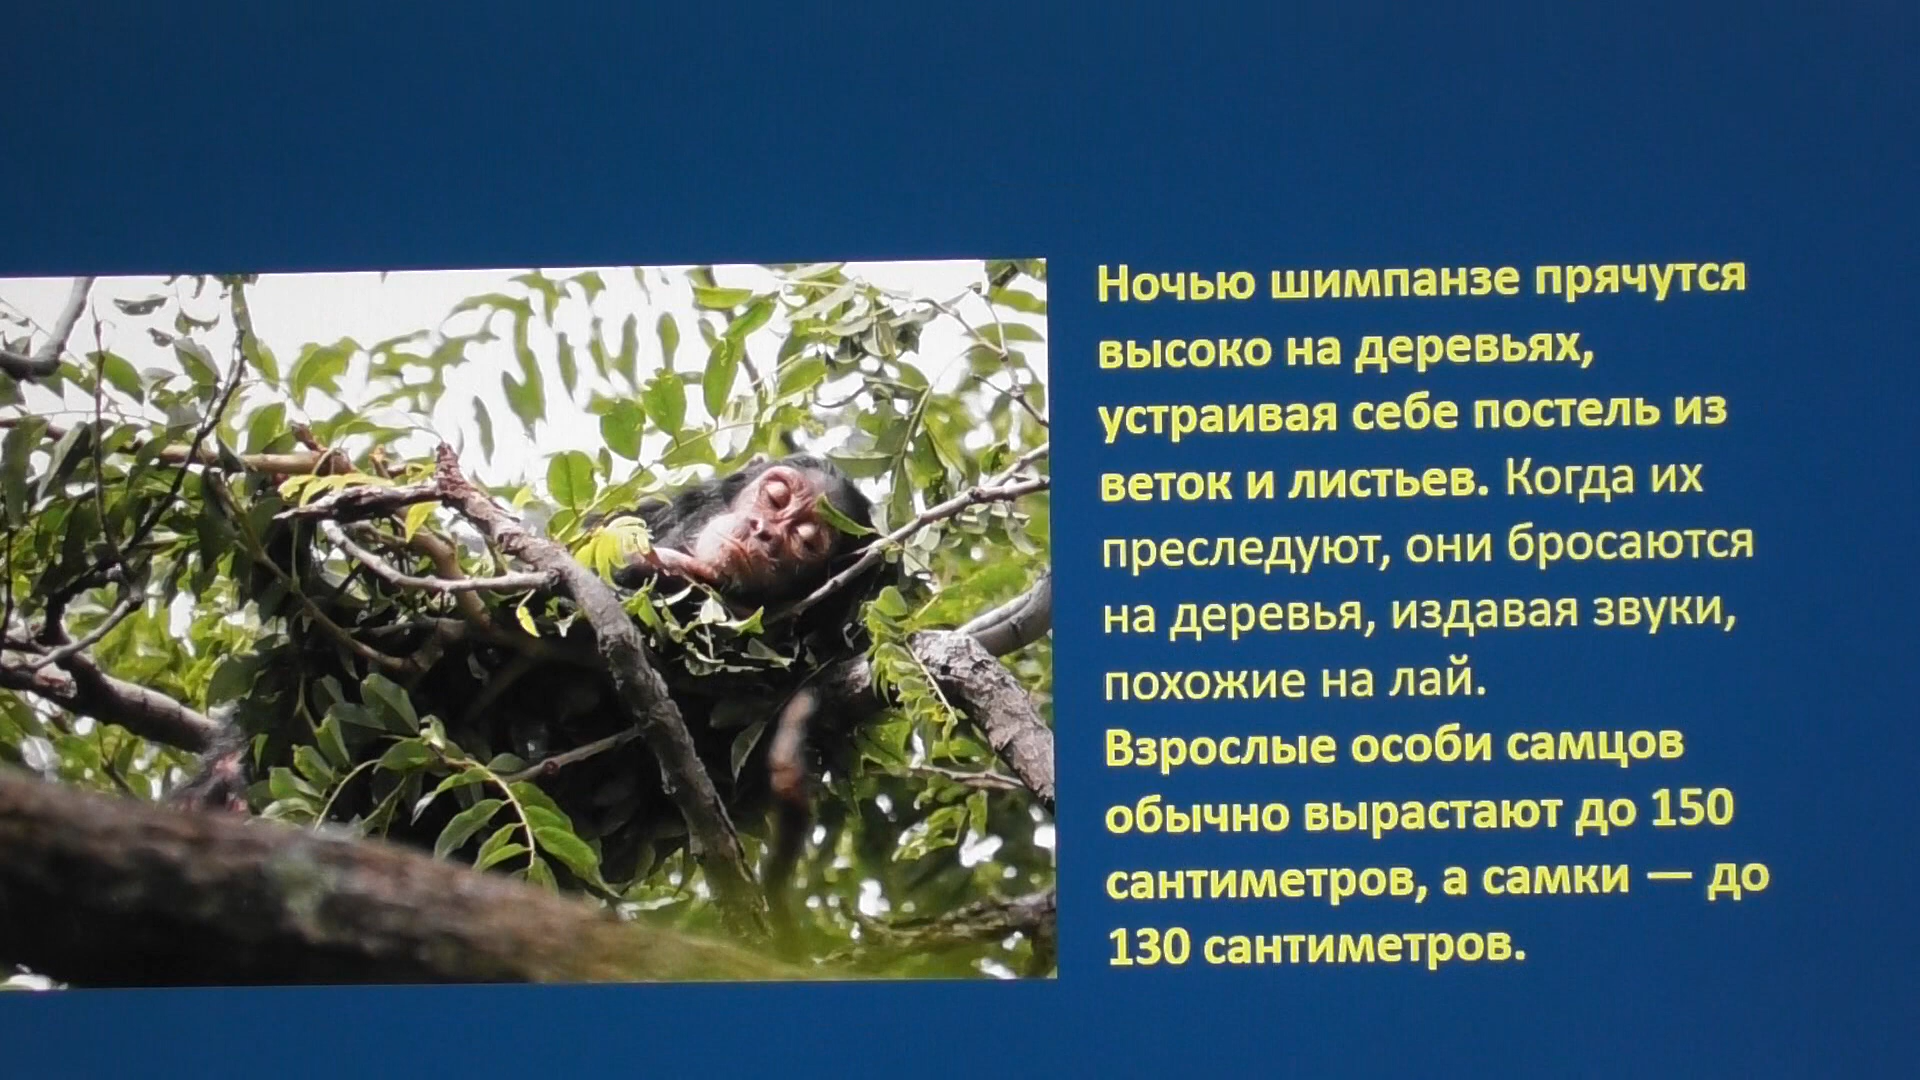 Ночью шимпанзе прячутся
высоко на деревьях,
устраивая себе постель из
веток и листьев. Когда их
преследуют, они бросаются
на деревья, издавая звуки,
похожие на лай.
Взрослые особи самцов
обычно вырастают до 150
сантиметров, а самки — до
130 сантиметров.